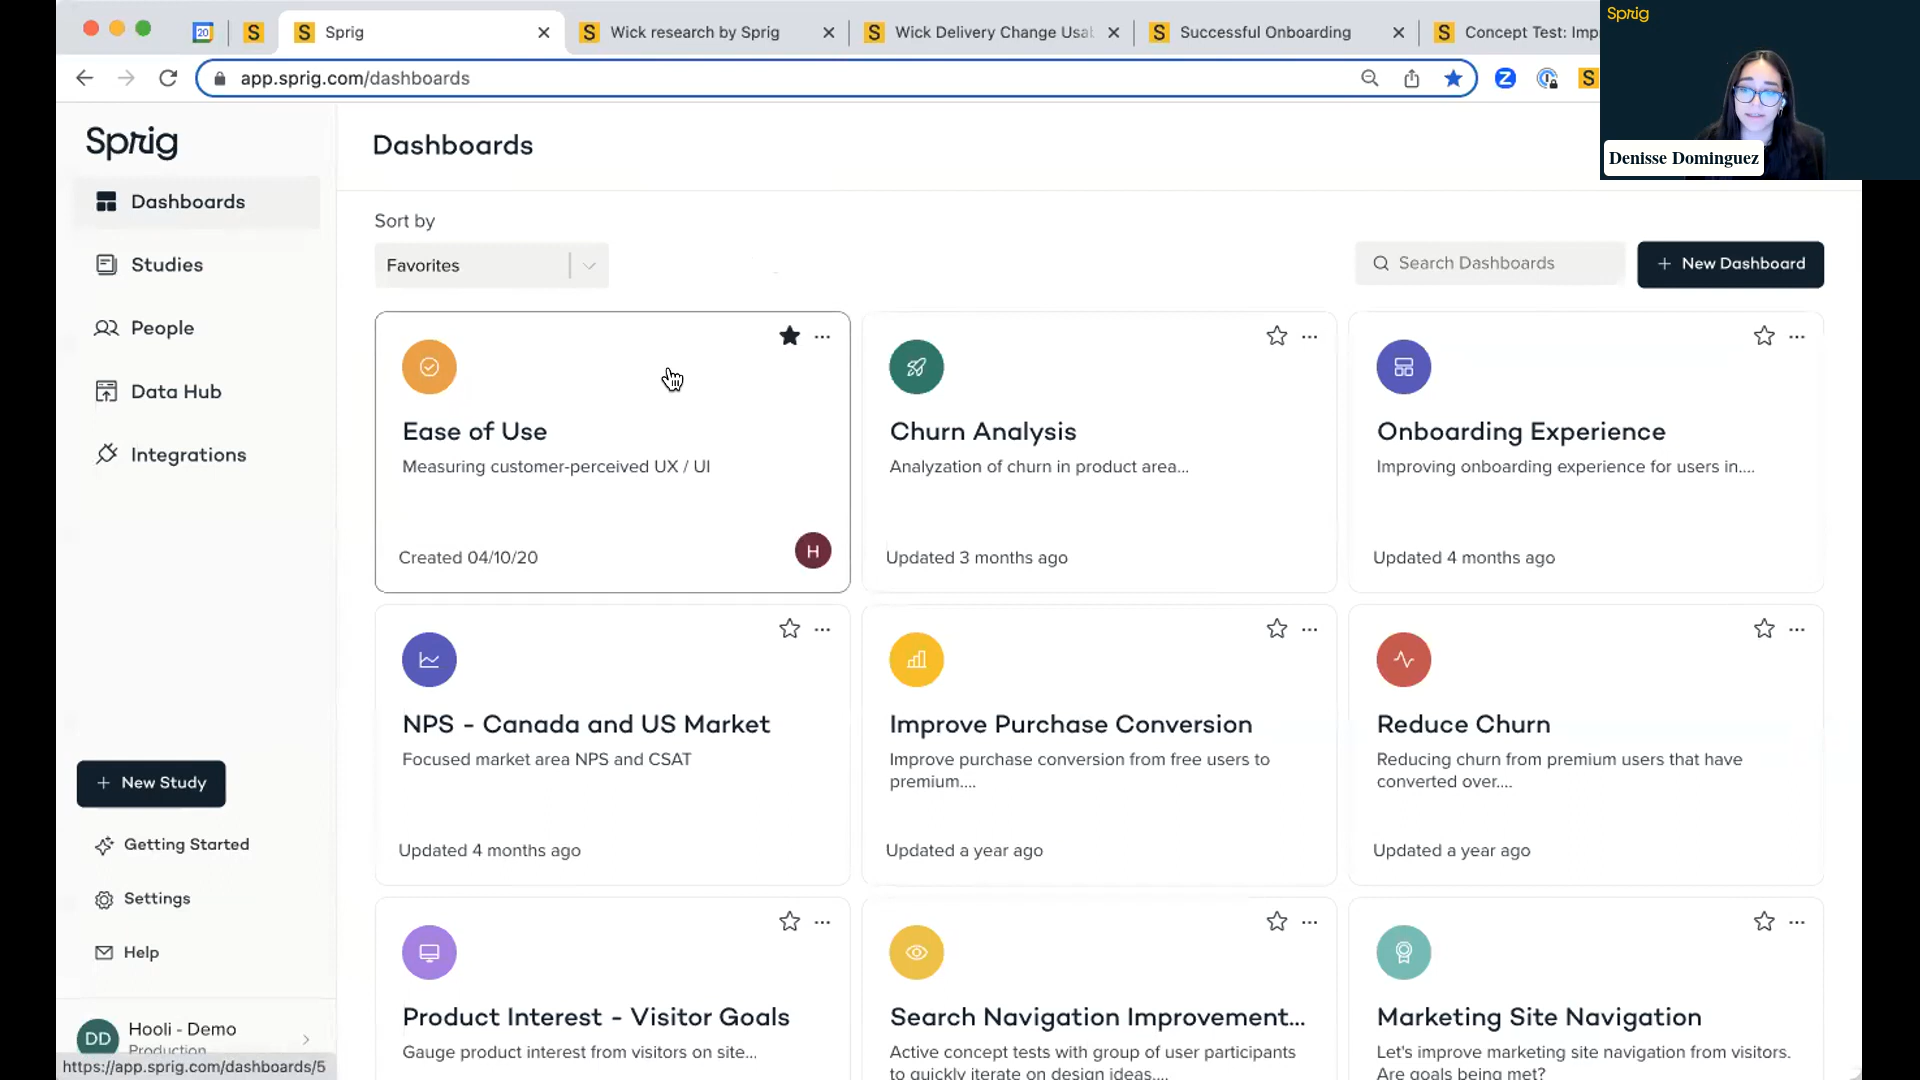 20
Sprig
Wick research by Sprig
Wick Delivery Change Usa
Successful Onboarding
Concept Test: Imp
app.sprig.com/dashboards
Sprig
Denisse Dominguez
Sprig
Dashboards
Studies
People
Data Hub
Integrations
+ New Study
Getting Started
Settings
Help
DD
Hooli - Demo
Production
https://app.sprig.com/dashboards/5
Dashboards
Sort by
Favorites
Search Dashboards
+ New Dashboard
Ease of Use
Measuring customer-perceived UX / UI
Created 04/10/20
H
Churn Analysis
Analyzation of churn in product area...
Updated 3 months ago
Onboarding Experience
Improving onboarding experience for users in....
Updated 4 months ago
NPS - Canada and US Market
Focused market area NPS and CSAT
Updated 4 months ago
Improve Purchase Conversion
Improve purchase conversion from free users to
premium....
Updated a year ago
Reduce Churn
Reducing churn from premium users that have
converted over....
Updated a year ago
Product Interest - Visitor Goals
Gauge product interest from visitors on site...
Search Navigation Improvement...
Active concept tests with group of user participants
to quickly iterate on design ideas....
Marketing Site Navigation
Let's improve marketing site navigation from visitors.
Are goals being met?